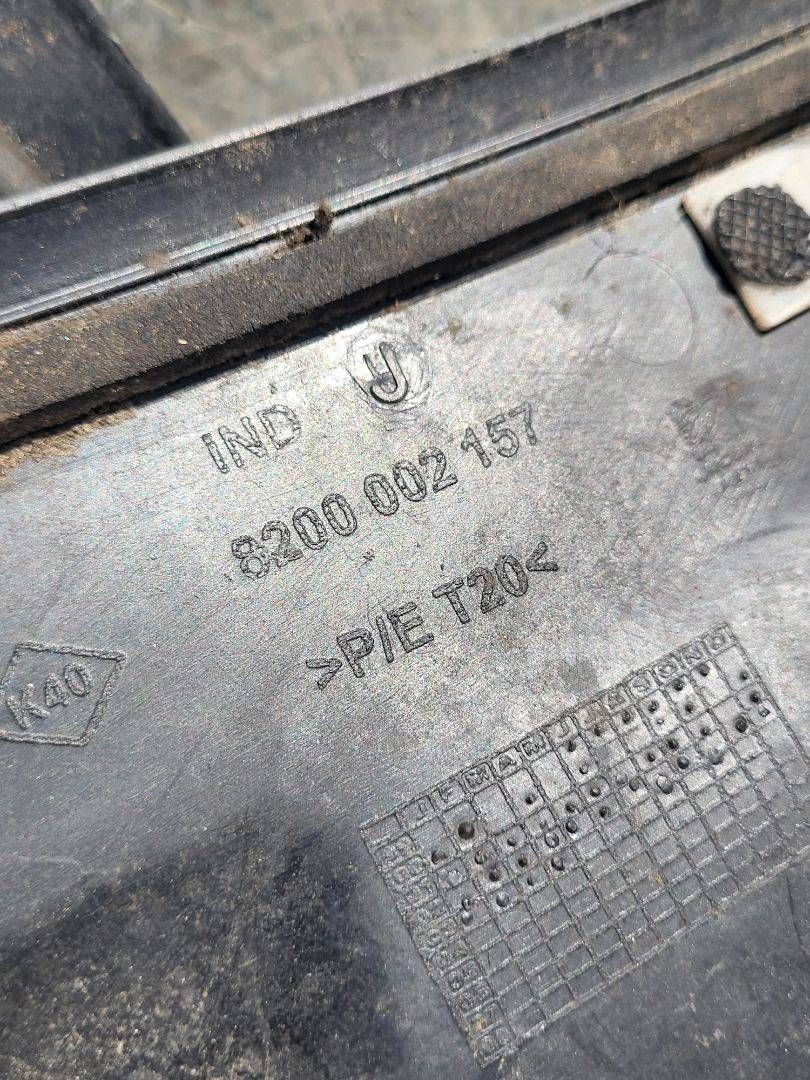 IND J
8200 002 157
>P/E T20<
K40
J F M A M J J A S O N D